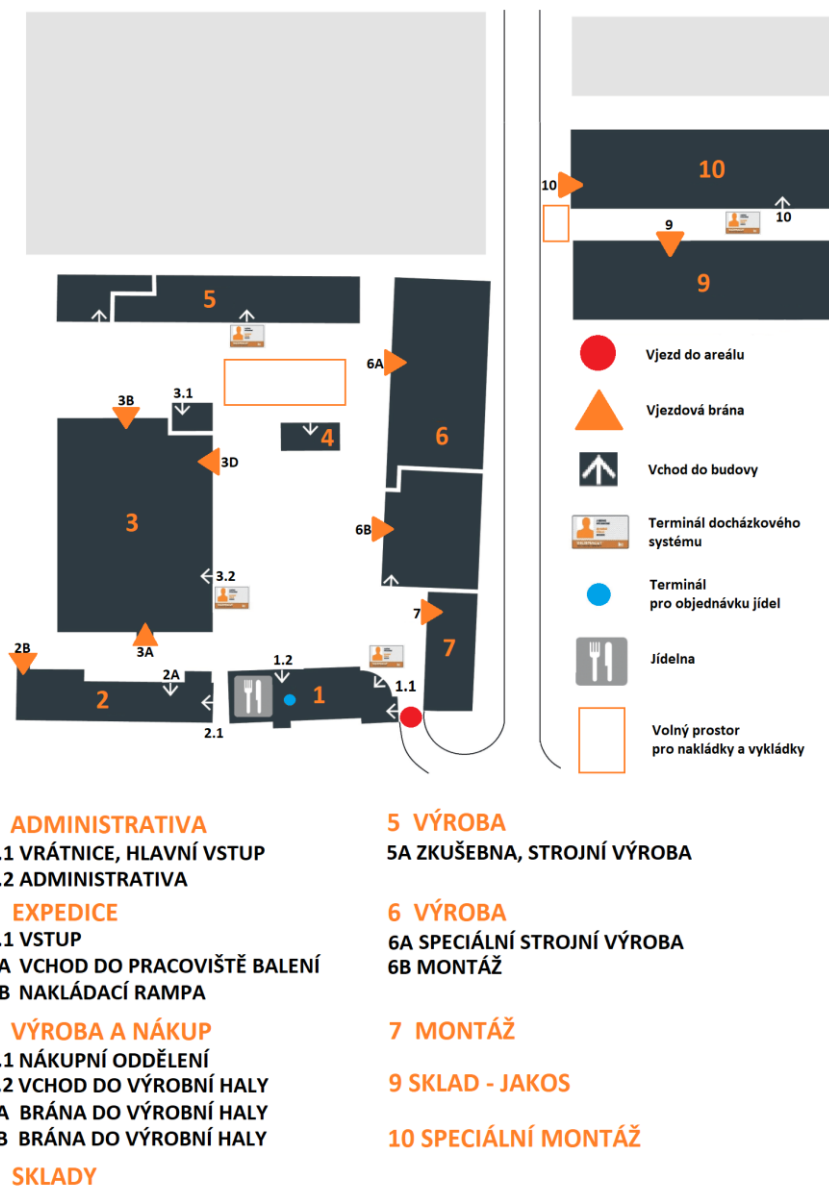 10
10
10
9
9
5
6A
3.1
3B
4
6
3D
3
6B
3.2
7
7
2B
3A
2A
1.2
2
1
1.1
2.1
Vjezd do areálu
Vjezdová brána
Vchod do budovy
Terminál docházkového
systému
Terminál
pro objednávku jídel
Jídelna
Volný prostor
pro nakládky a vykládky
ADMINISTRATIVA
.1 VRÁTNICE, HLAVNÍ VSTUP
.2 ADMINISTRATIVA
EXPEDICE
.1 VSTUP
A VCHOD DO PRACOVIŠTĚ BALENÍ
B NAKLÁDACÍ RAMPA
VÝROBA A NÁKUP
.1 NÁKUPNÍ ODDĚLENÍ
.2 VCHOD DO VÝROBNÍ HALY
A BRÁNA DO VÝROBNÍ HALY
B BRÁNA DO VÝROBNÍ HALY
SKLADY
5 VÝROBA
5A ZKUŠEBNA, STROJNÍ VÝROBA
6 VÝROBA
6A SPECIÁLNÍ STROJNÍ VÝROBA
6B MONTÁŽ
7 MONTÁŽ
9 SKLAD - JAKOS
10 SPECIÁLNÍ MONTÁŽ